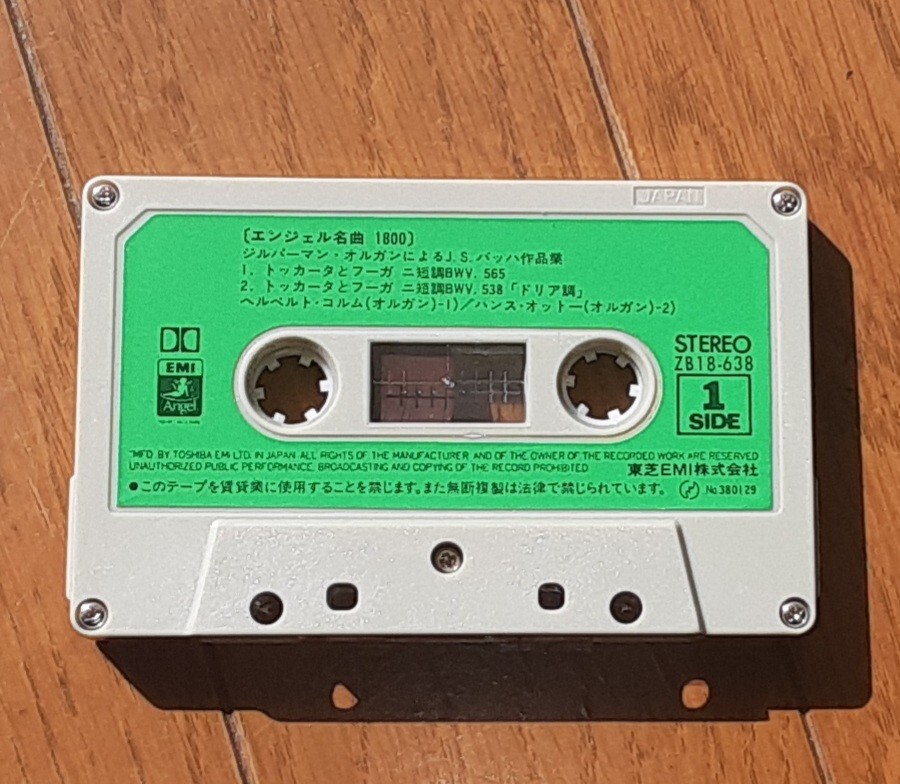 JAPAN
〔エンジェル名曲 1800〕
ジルバーマン・オルガンによるJ.S.バッハ作品集
1. トッカータとフーガ ニ短調BWV. 565
2. トッカータとフーガ ニ短調BWV. 538「ドリア調」
ヘルベルト・コルム(オルガン)-1)/ハンス・オットー(オルガン)-2)
EMI
Angel
STEREO
ZB18-638
1
SIDE
MFD BY TOSHIBA EMI LTD. IN JAPAN ALL RIGHTS OF THE MANUFACTURER AND OF THE OWNER OF THE RECORDED WORK ARE RESERVED
UNAUTHORIZED PUBLIC PERFORMANCE, BROADCASTING AND COPYING OF THE RECORD PROHIBITED
東芝EMI株式会社
●このテープを賃貸業に使用することを禁じます。また無断複製は法律で禁じられています。
No.380129